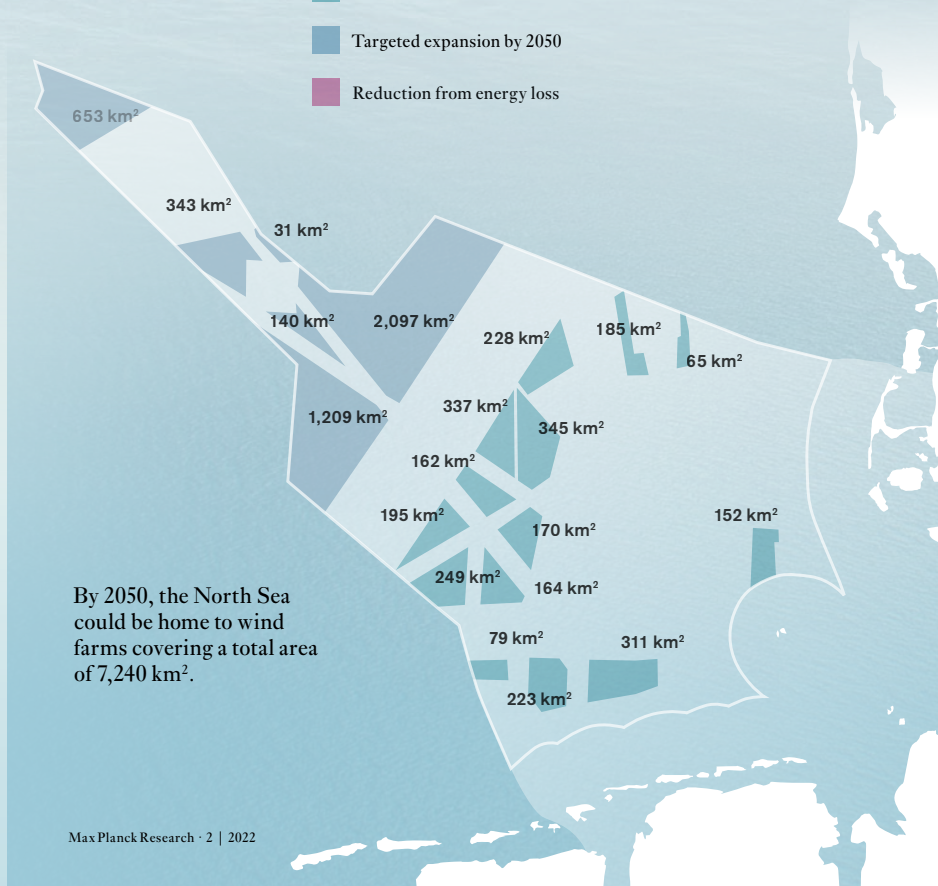 Targeted expansion by 2050
Reduction from energy loss
653 km²
343 km²
31 km²
140 km²
2,097 km²
228 km²
185 km²
65 km²
1,209 km²
337 km²
345 km²
162 km²
195 km²
170 km²
152 km²
249 km²
164 km²
By 2050, the North Sea
could be home to wind
farms covering a total area
of 7,240 km².
79 km²
311 km²
223 km²
Max Planck Research · 2 | 2022